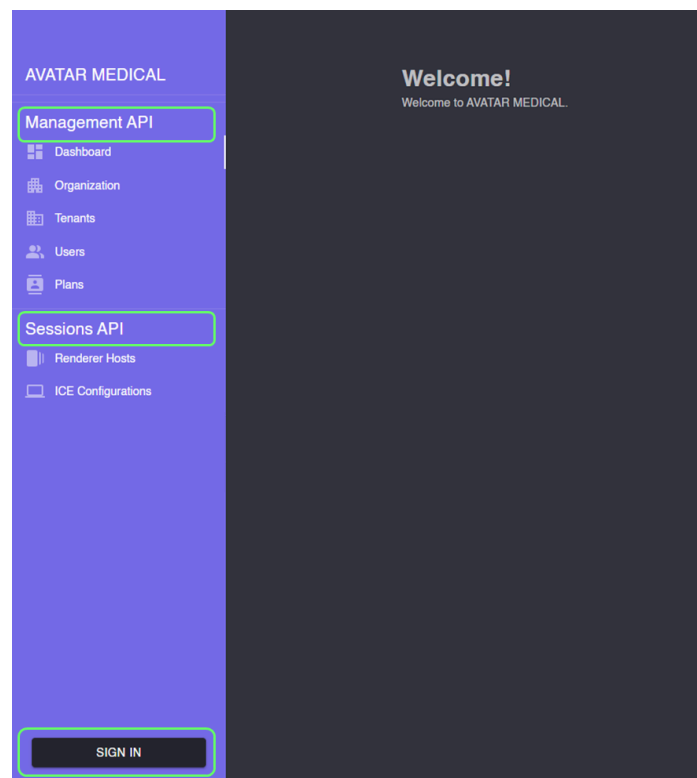 AVATAR MEDICAL
Management API
Dashboard
Organization
Tenants
Users
Plans
Sessions API
Renderer Hosts
ICE Configurations
SIGN IN
Welcome!
Welcome to AVATAR MEDICAL.